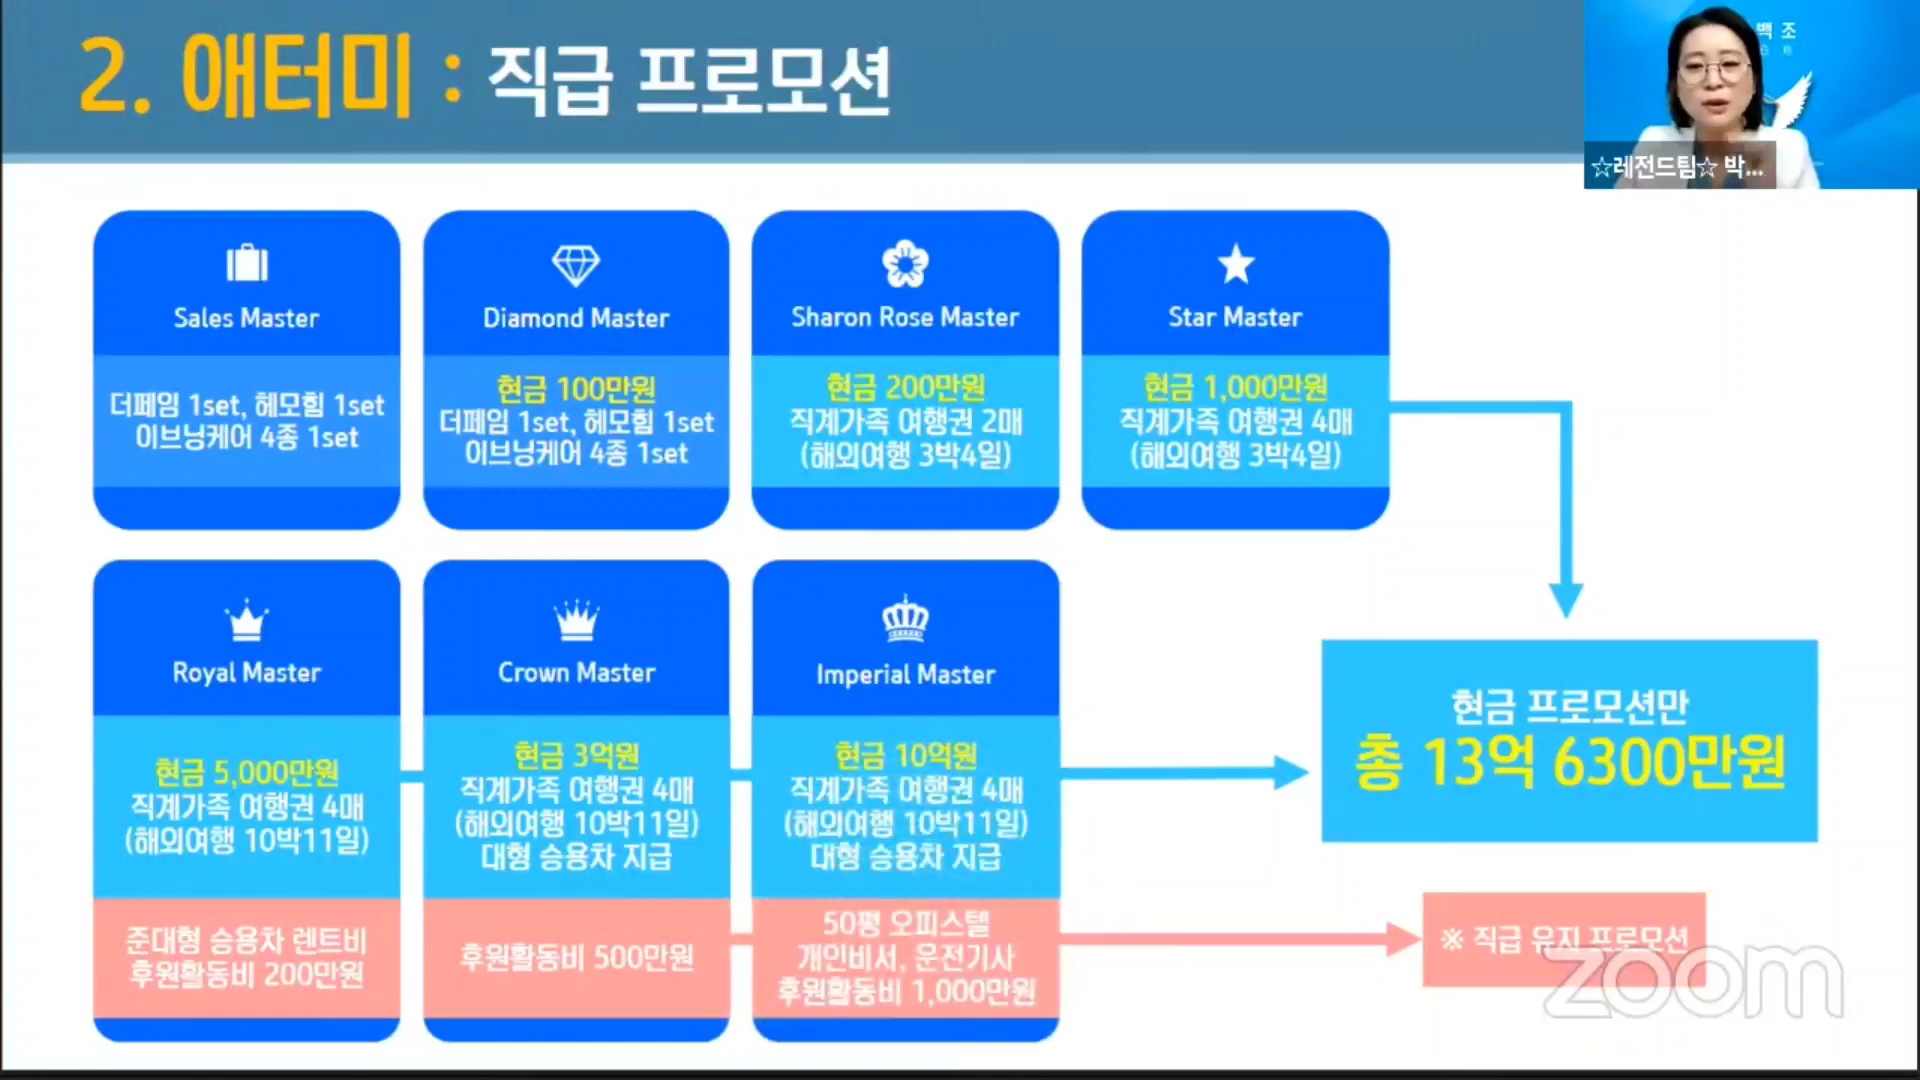 2. 애터미 : 직급 프로모션
백 조
☆레전드팀☆ 박...
Sales Master
더페임 1set, 헤모힘 1set
이브닝케어 4종 1set
Diamond Master
현금 100만원
더페임 1set, 헤모힘 1set
이브닝케어 4종 1set
Sharon Rose Master
현금 200만원
직계가족 여행권 2매
(해외여행 3박4일)
Star Master
현금 1,000만원
직계가족 여행권 4매
(해외여행 3박4일)
Royal Master
현금 5,000만원
직계가족 여행권 4매
(해외여행 10박11일)
준대형 승용차 렌트비
후원활동비 200만원
Crown Master
현금 3억원
직계가족 여행권 4매
(해외여행 10박11일)
대형 승용차 지급
후원활동비 500만원
Imperial Master
현금 10억원
직계가족 여행권 4매
(해외여행 10박11일)
대형 승용차 지급
50평 오피스텔
개인비서, 운전기사
후원활동비 1,000만원
현금 프로모션만
총 13억 6300만원
※ 직급 유지 프로모션
zoom